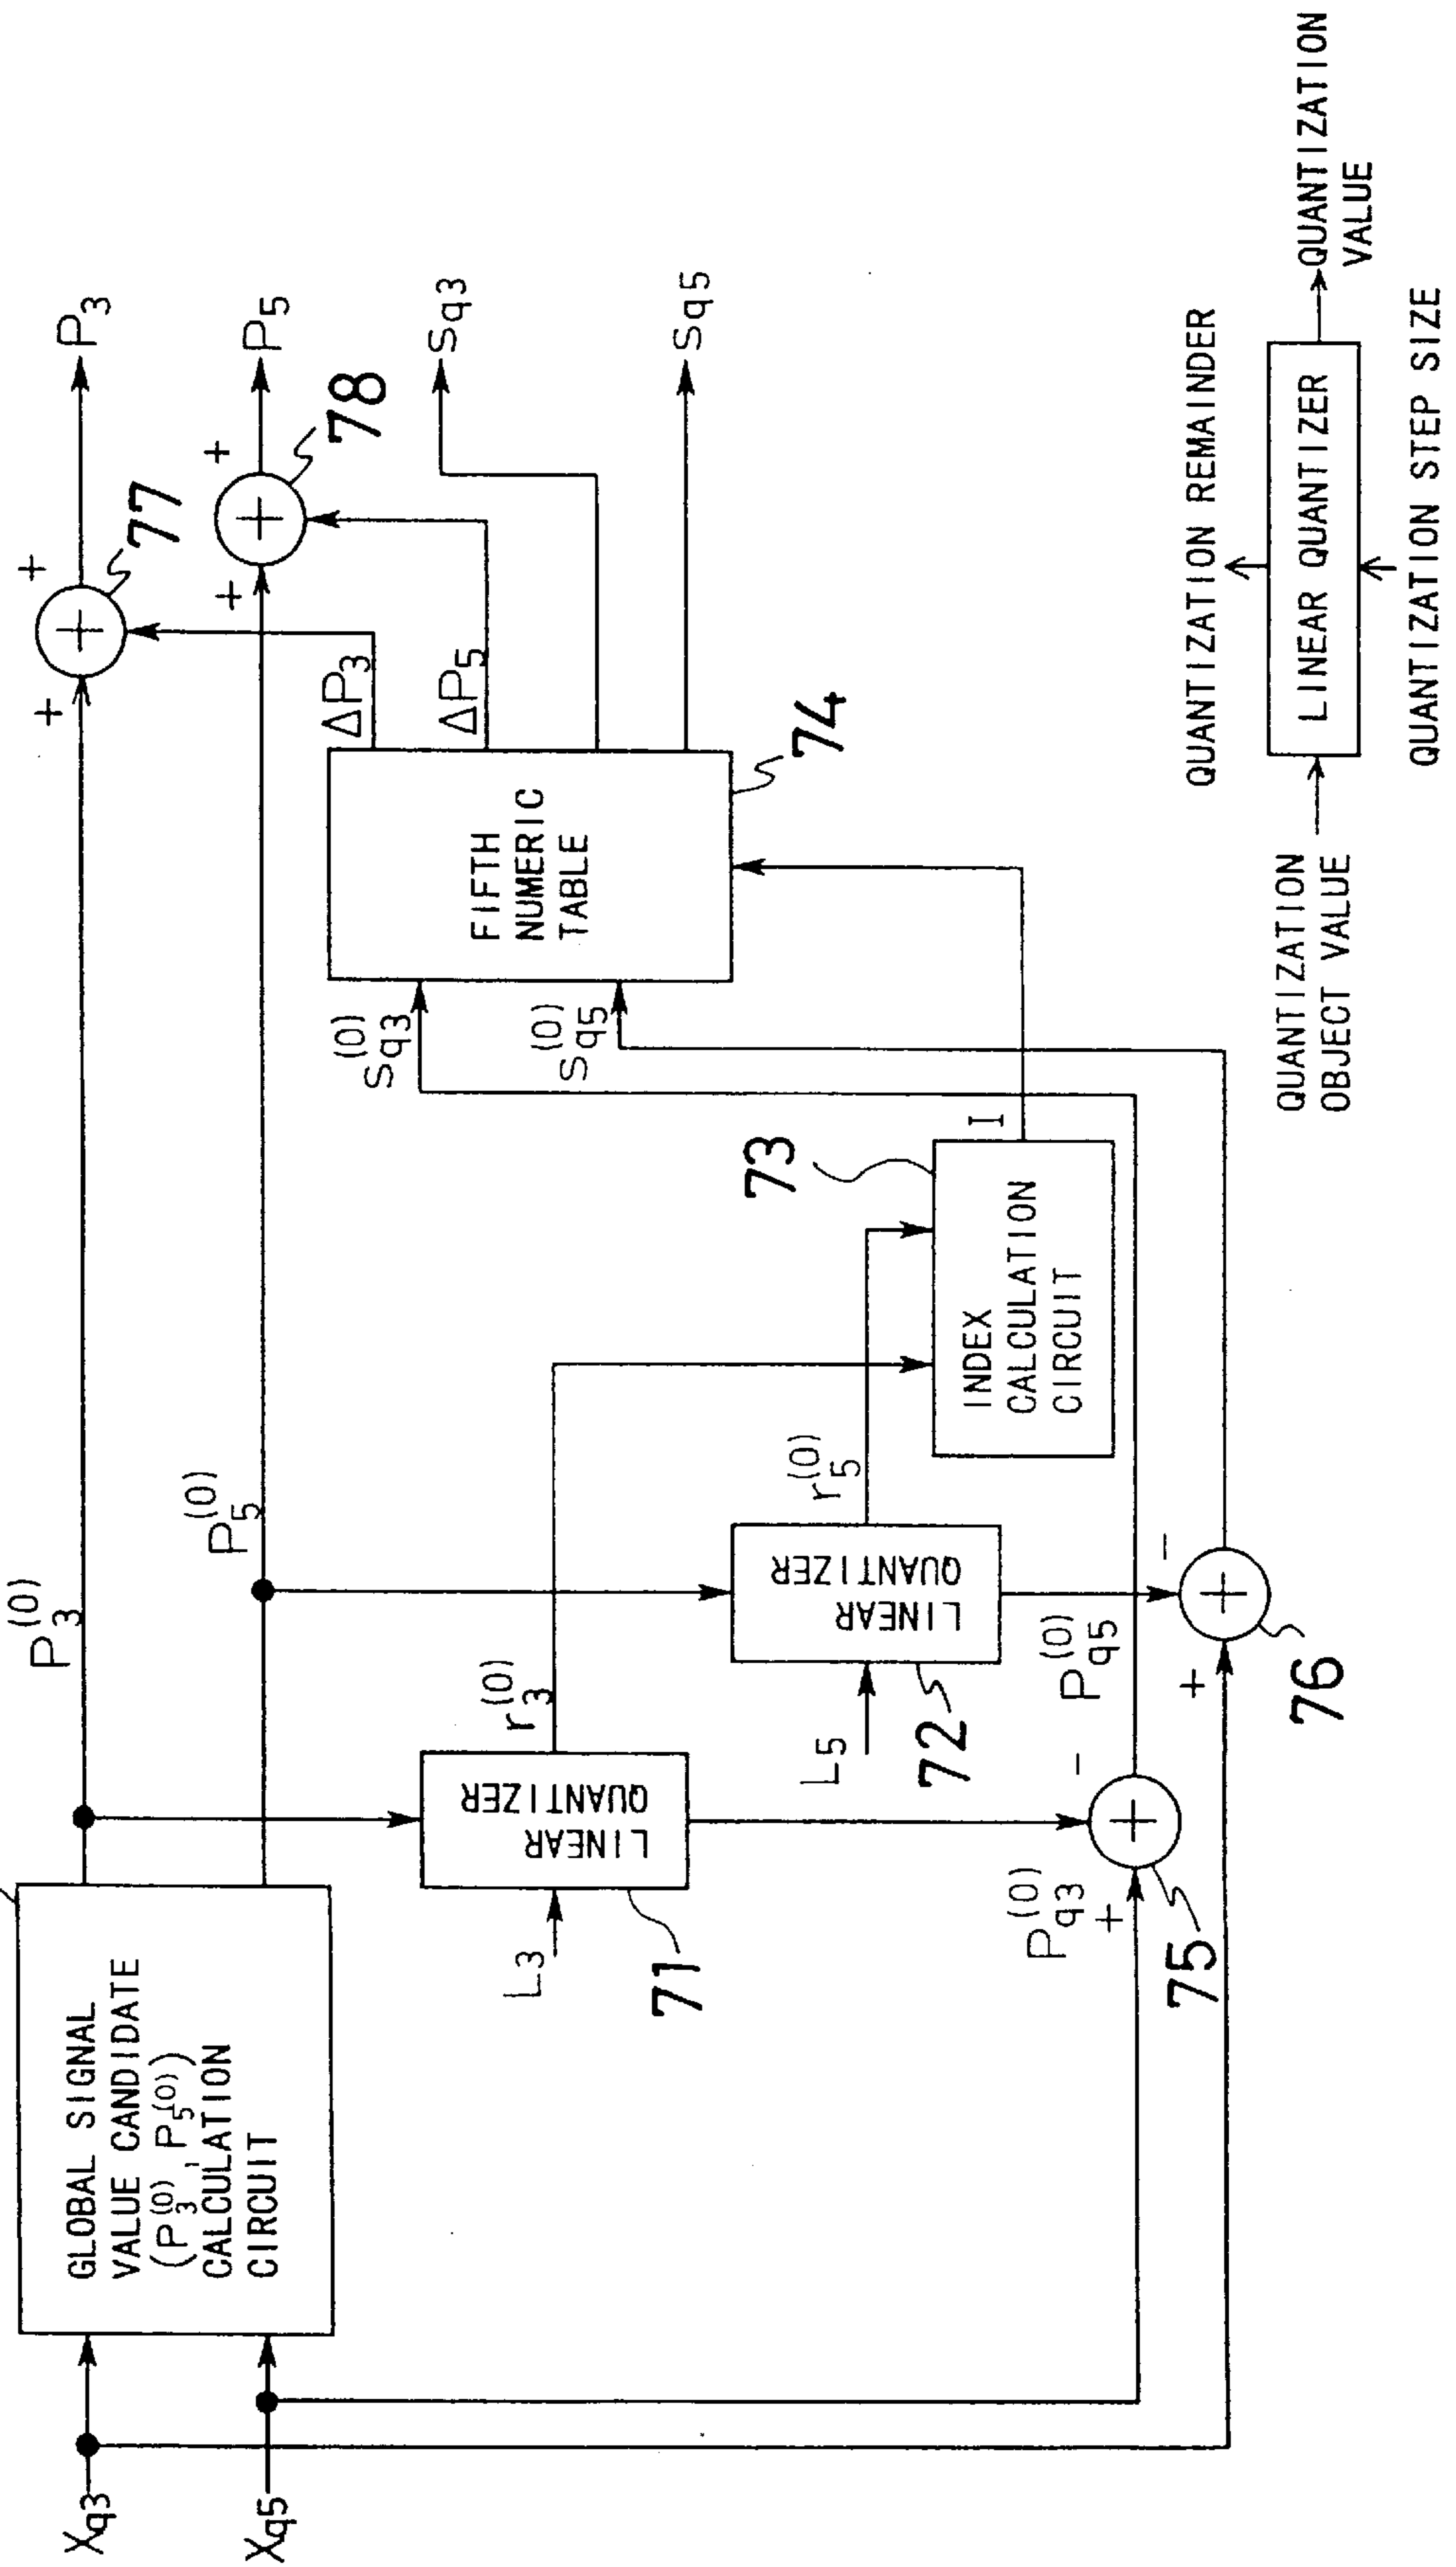 Xq3
Xq5
GLOBAL SIGNAL
VALUE CANDIDATE
(P3(0), P5(0))
CALCULATION
CIRCUIT
P3(0)
P5(0)
L3
71
LINEAR
QUANTIZER
r3(0)
L5
72
LINEAR
QUANTIZER
r5(0)
Pq3(0)
+
-
75
Pq5(0)
+
-
76
73
INDEX
CALCULATION
CIRCUIT
I
Sq3(0)
Sq5(0)
FIFTH
NUMERIC
TABLE
74
ΔP3
ΔP5
+
+
77
+
+
78
P3
P5
Sq3
Sq5
QUANTIZATION
OBJECT VALUE
QUANTIZATION REMAINDER
LINEAR QUANTIZER
QUANTIZATION STEP SIZE
QUANTIZATION
VALUE